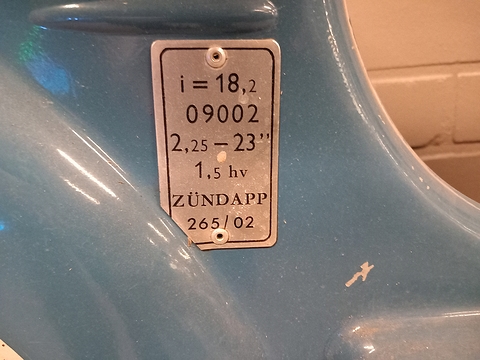 i = 18,2
09002
2,25 – 23"
1,5 hv
ZÜNDAPP
265/02